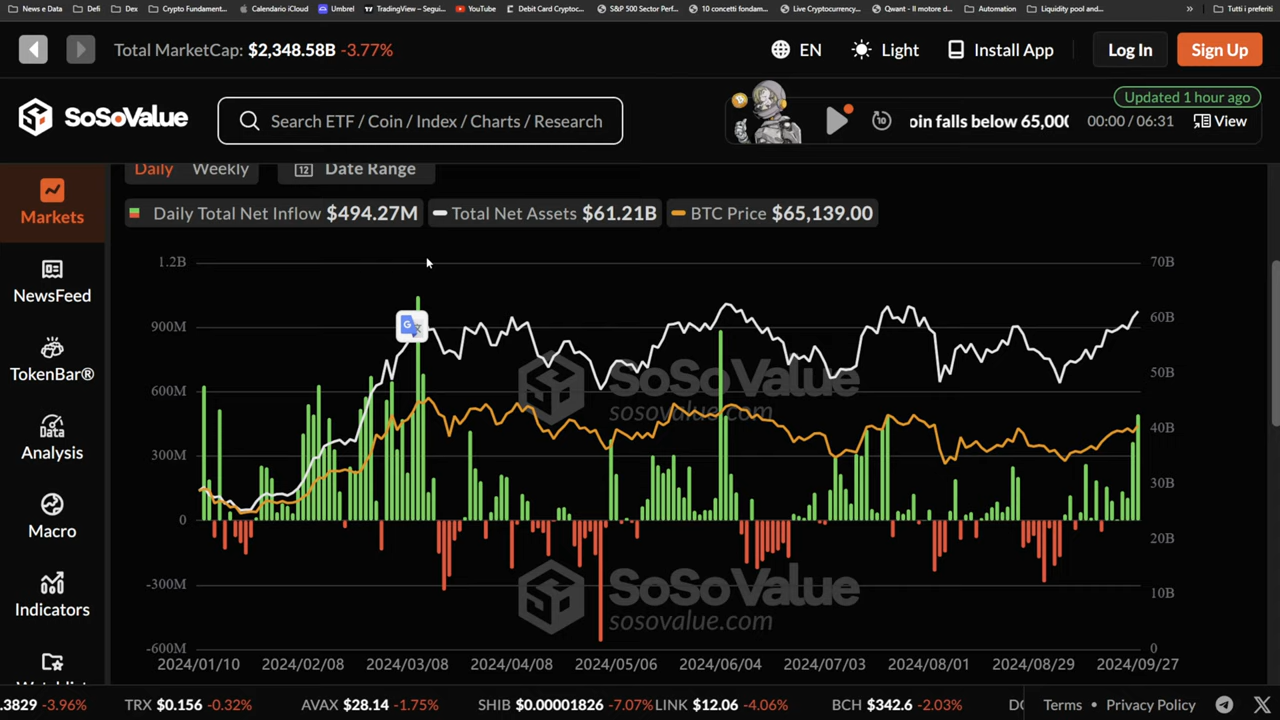 News e Data Defi Dex Crypto Fundament... Calendario iCloud Umbrel TradingView – Segui... YouTube Debit Card Cryptoc... S&P 500 Sector Perf... 10 concetti fondam... Live Cryptocurrency... Qwant - Il motore d... Automation Liquidity pool and... » Tutti i preferiti
Total MarketCap: $2,348.58B -3.77% EN Light Install App Log In Sign Up
SoSoValue Search ETF / Coin / Index / Charts / Research 10 oin falls below 65,000 Updated 1 hour ago 00:00 / 06:31 View
Daily Weekly 12 Date Range
Daily Total Net Inflow $494.27M Total Net Assets $61.21B BTC Price $65,139.00
Markets
NewsFeed
TokenBar®
Data
Analysis
Macro
Indicators
1.2B
900M
600M
300M
0
-300M
-600M
70B
60B
50B
40B
30B
20B
10B
0
G
SoSoValue
sosovalue.com
SoSoValue
sosovalue.com
2024/01/10 2024/02/08 2024/03/08 2024/04/08 2024/05/06 2024/06/04 2024/07/03 2024/08/01 2024/08/29 2024/09/27
.3829 -3.96% TRX $0.156 -0.32% AVAX $28.14 -1.75% SHIB $0.00001826 -7.07% LINK $12.06 -4.06% BCH $342.6 -2.03% Terms • Privacy Policy